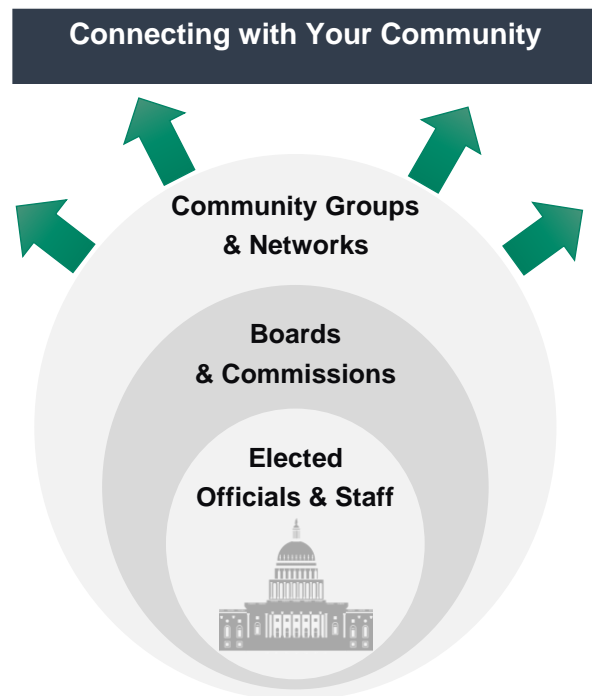 Connecting with Your Community
Community Groups
& Networks
Boards
& Commissions
Elected
Officials & Staff